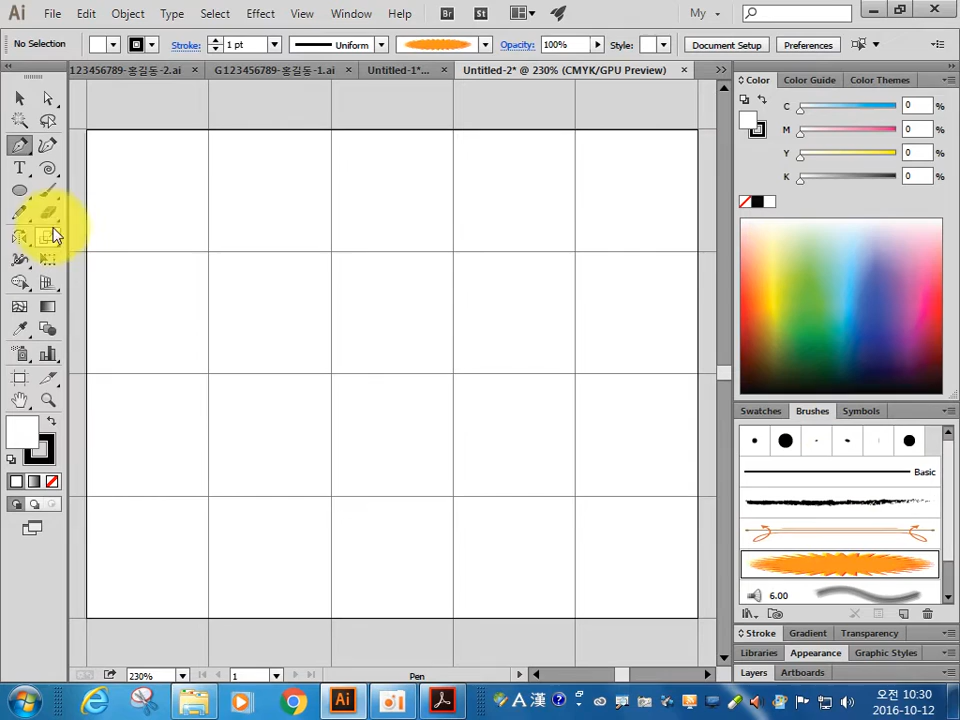 Ai File Edit Object Type Select Effect View Window Help Br St My
No Selection Stroke: 1 pt Uniform Opacity: 100% Style: Document Setup Preferences
123456789-홍길동-2.ai × G123456789-홍길동-1.ai × Untitled-1*... × Untitled-2* @ 230% (CMYK/GPU Preview) ×
Color Color Guide Color Themes
C 0 %
M 0 %
Y 0 %
K 0 %
T
Swatches Brushes Symbols
Basic
6.00
Stroke Gradient Transparency
Libraries Appearance Graphic Styles
Layers Artboards
230% 1 Pen
Ai A 漢 오전 10:30
2016-10-12